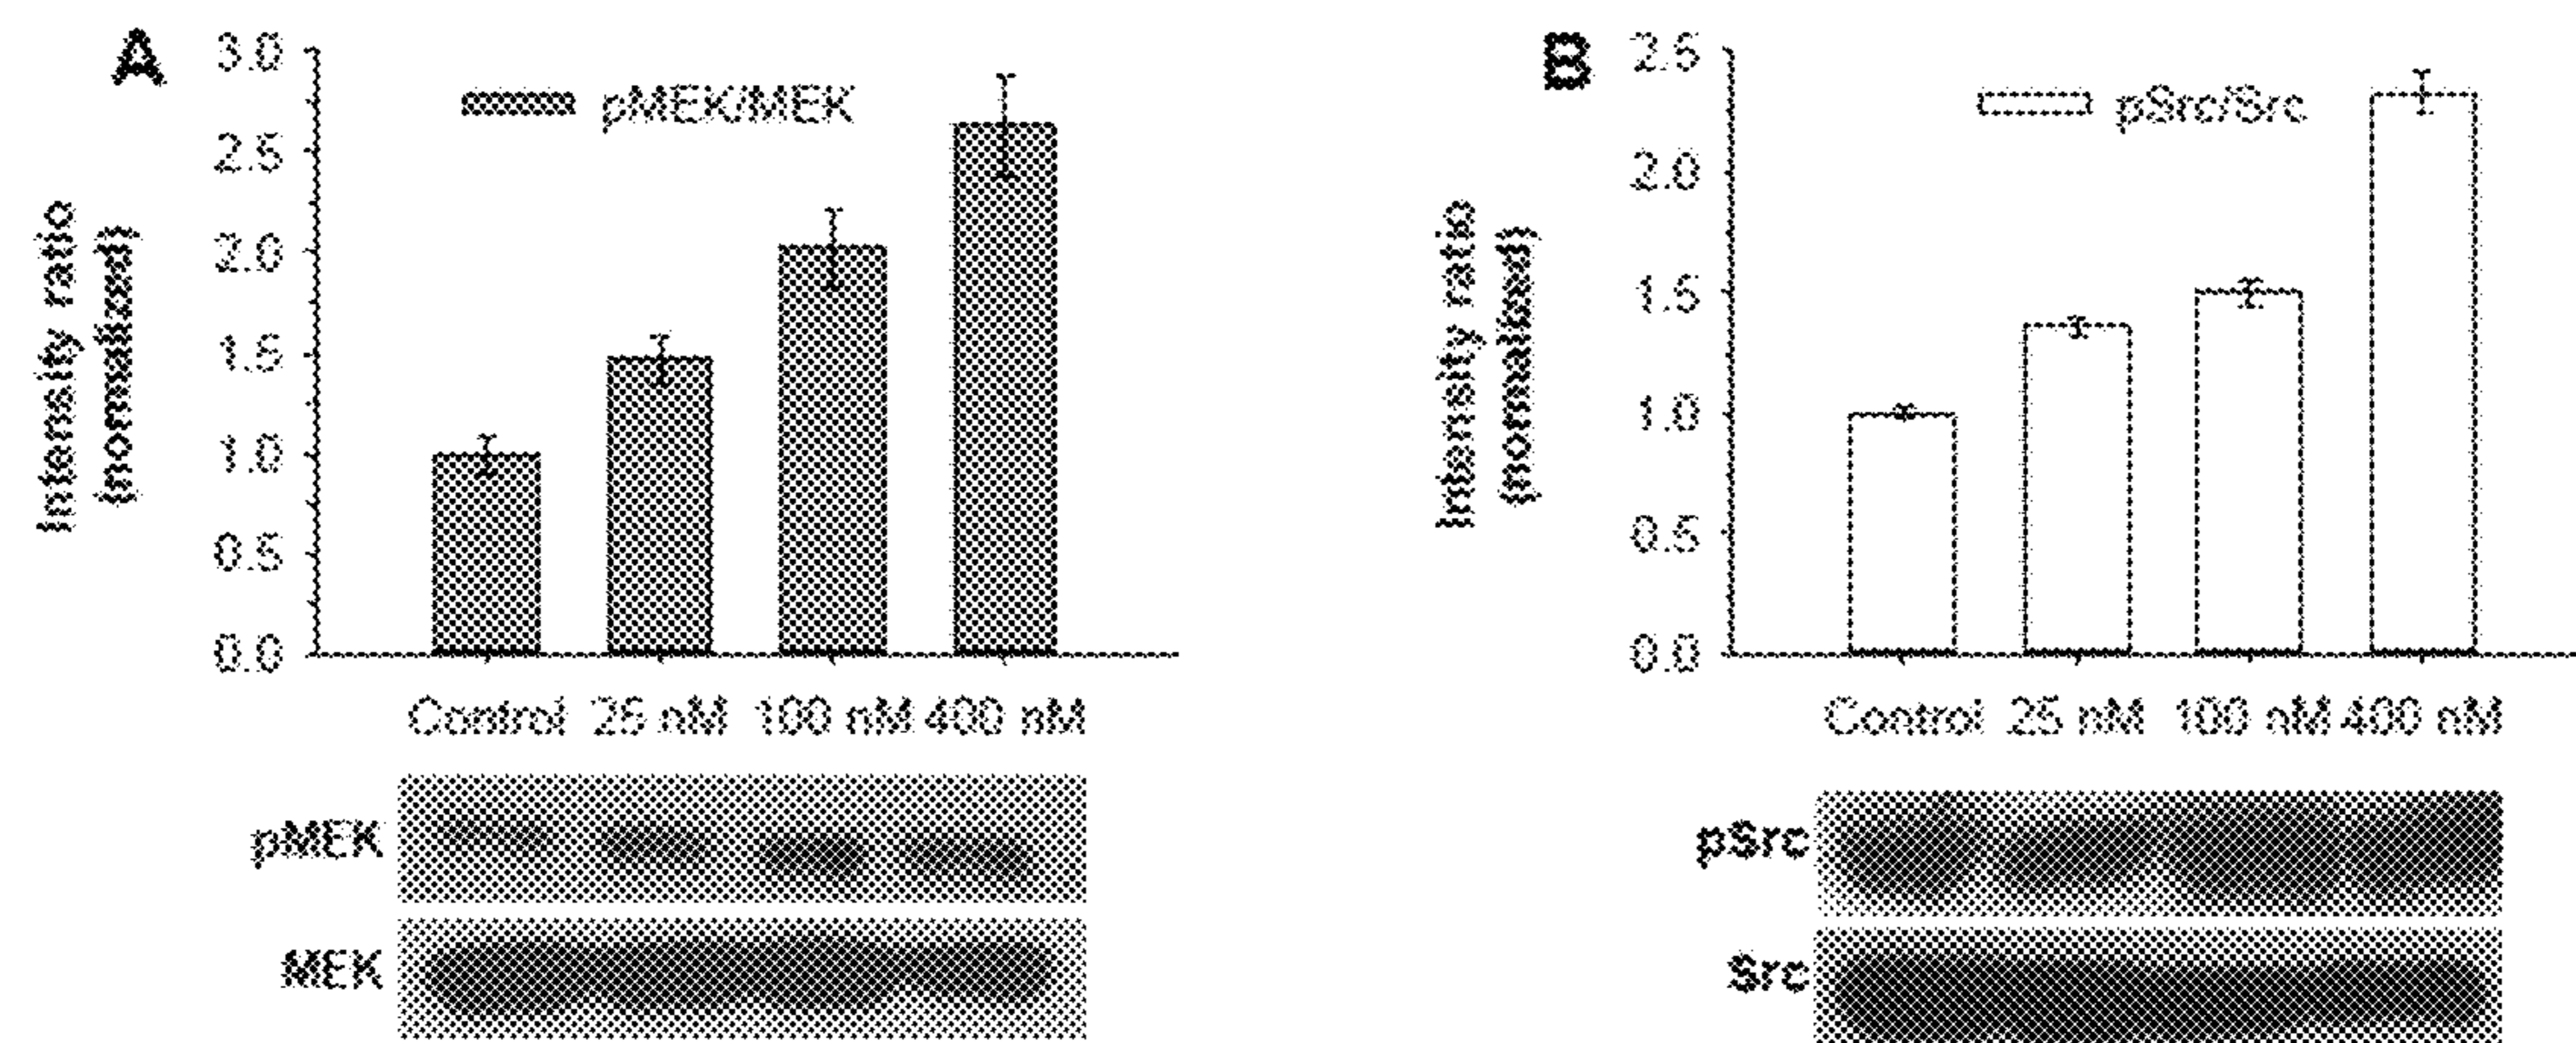 A
3.0
2.5
2.0
1.5
1.0
0.5
0.0
Intensity ratio
(normalized)
pMEK/MEK
Control 25 nM 100 nM 400 nM
pMEK
MEK
B
2.5
2.0
1.5
1.0
0.5
0.0
Intensity ratio
(normalised)
pSrc/Src
Control 25 nM 100 nM 400 nM
pSrc
Src